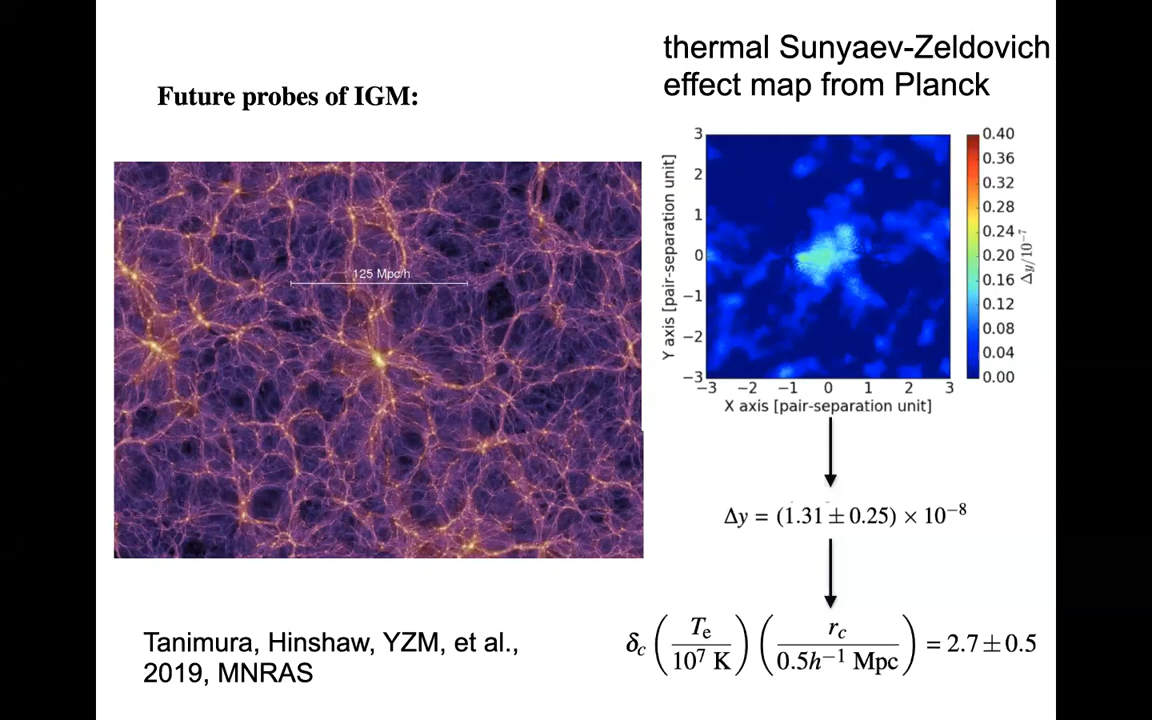 thermal Sunyaev-Zeldovich
effect map from Planck
Future probes of IGM:
125 Mpc/h
3
2
1
0
−1
−2
−3
Y axis [pair-separation unit]
−3 −2 −1 0 1 2 3
X axis [pair-separation unit]
0.40
0.36
0.32
0.28
0.24
0.20
0.16
0.12
0.08
0.04
0.00
Δy/10⁻⁷
Δy = (1.31 ± 0.25) × 10⁻⁸
δc (Te / 10⁷ K) (rc / 0.5h⁻¹ Mpc) = 2.7 ± 0.5
Tanimura, Hinshaw, YZM, et al.,
2019, MNRAS